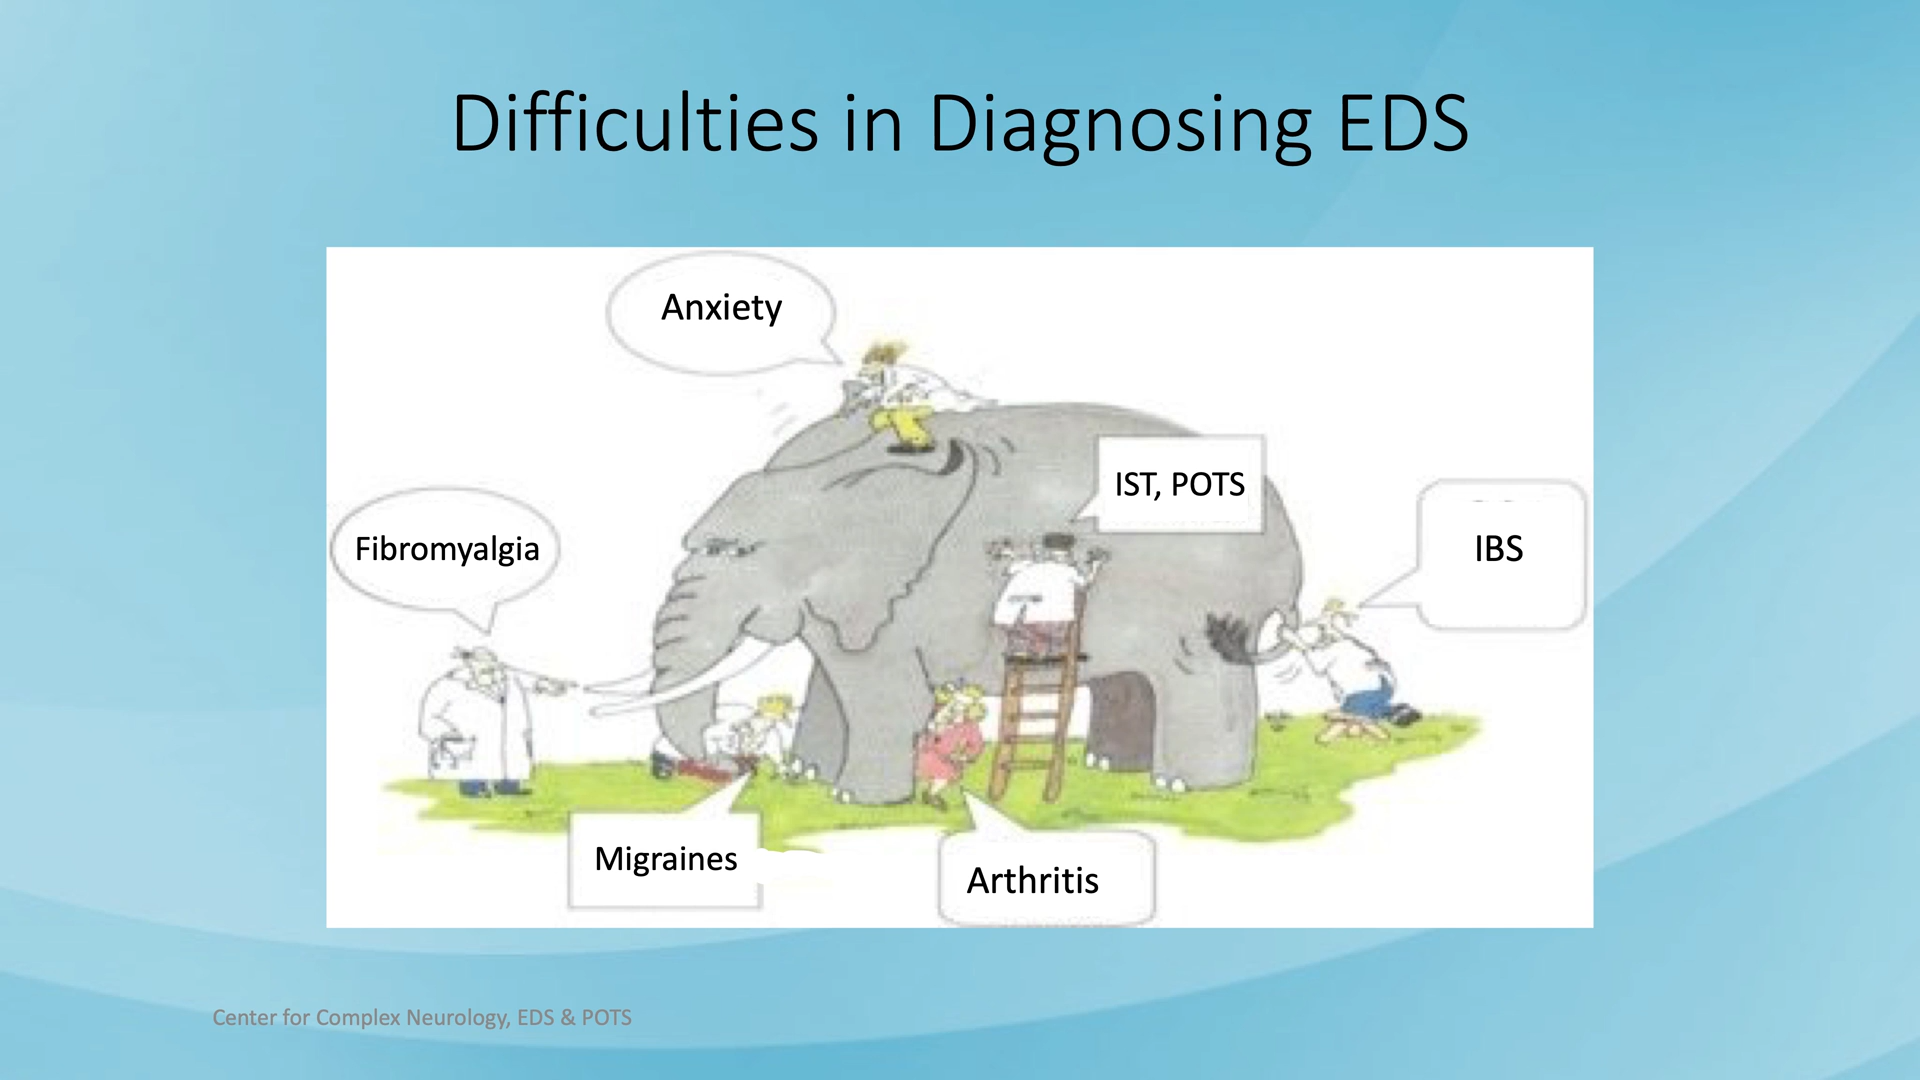 Difficulties in Diagnosing EDS
Anxiety
IST, POTS
Fibromyalgia
IBS
Migraines
Arthritis
Center for Complex Neurology, EDS & POTS